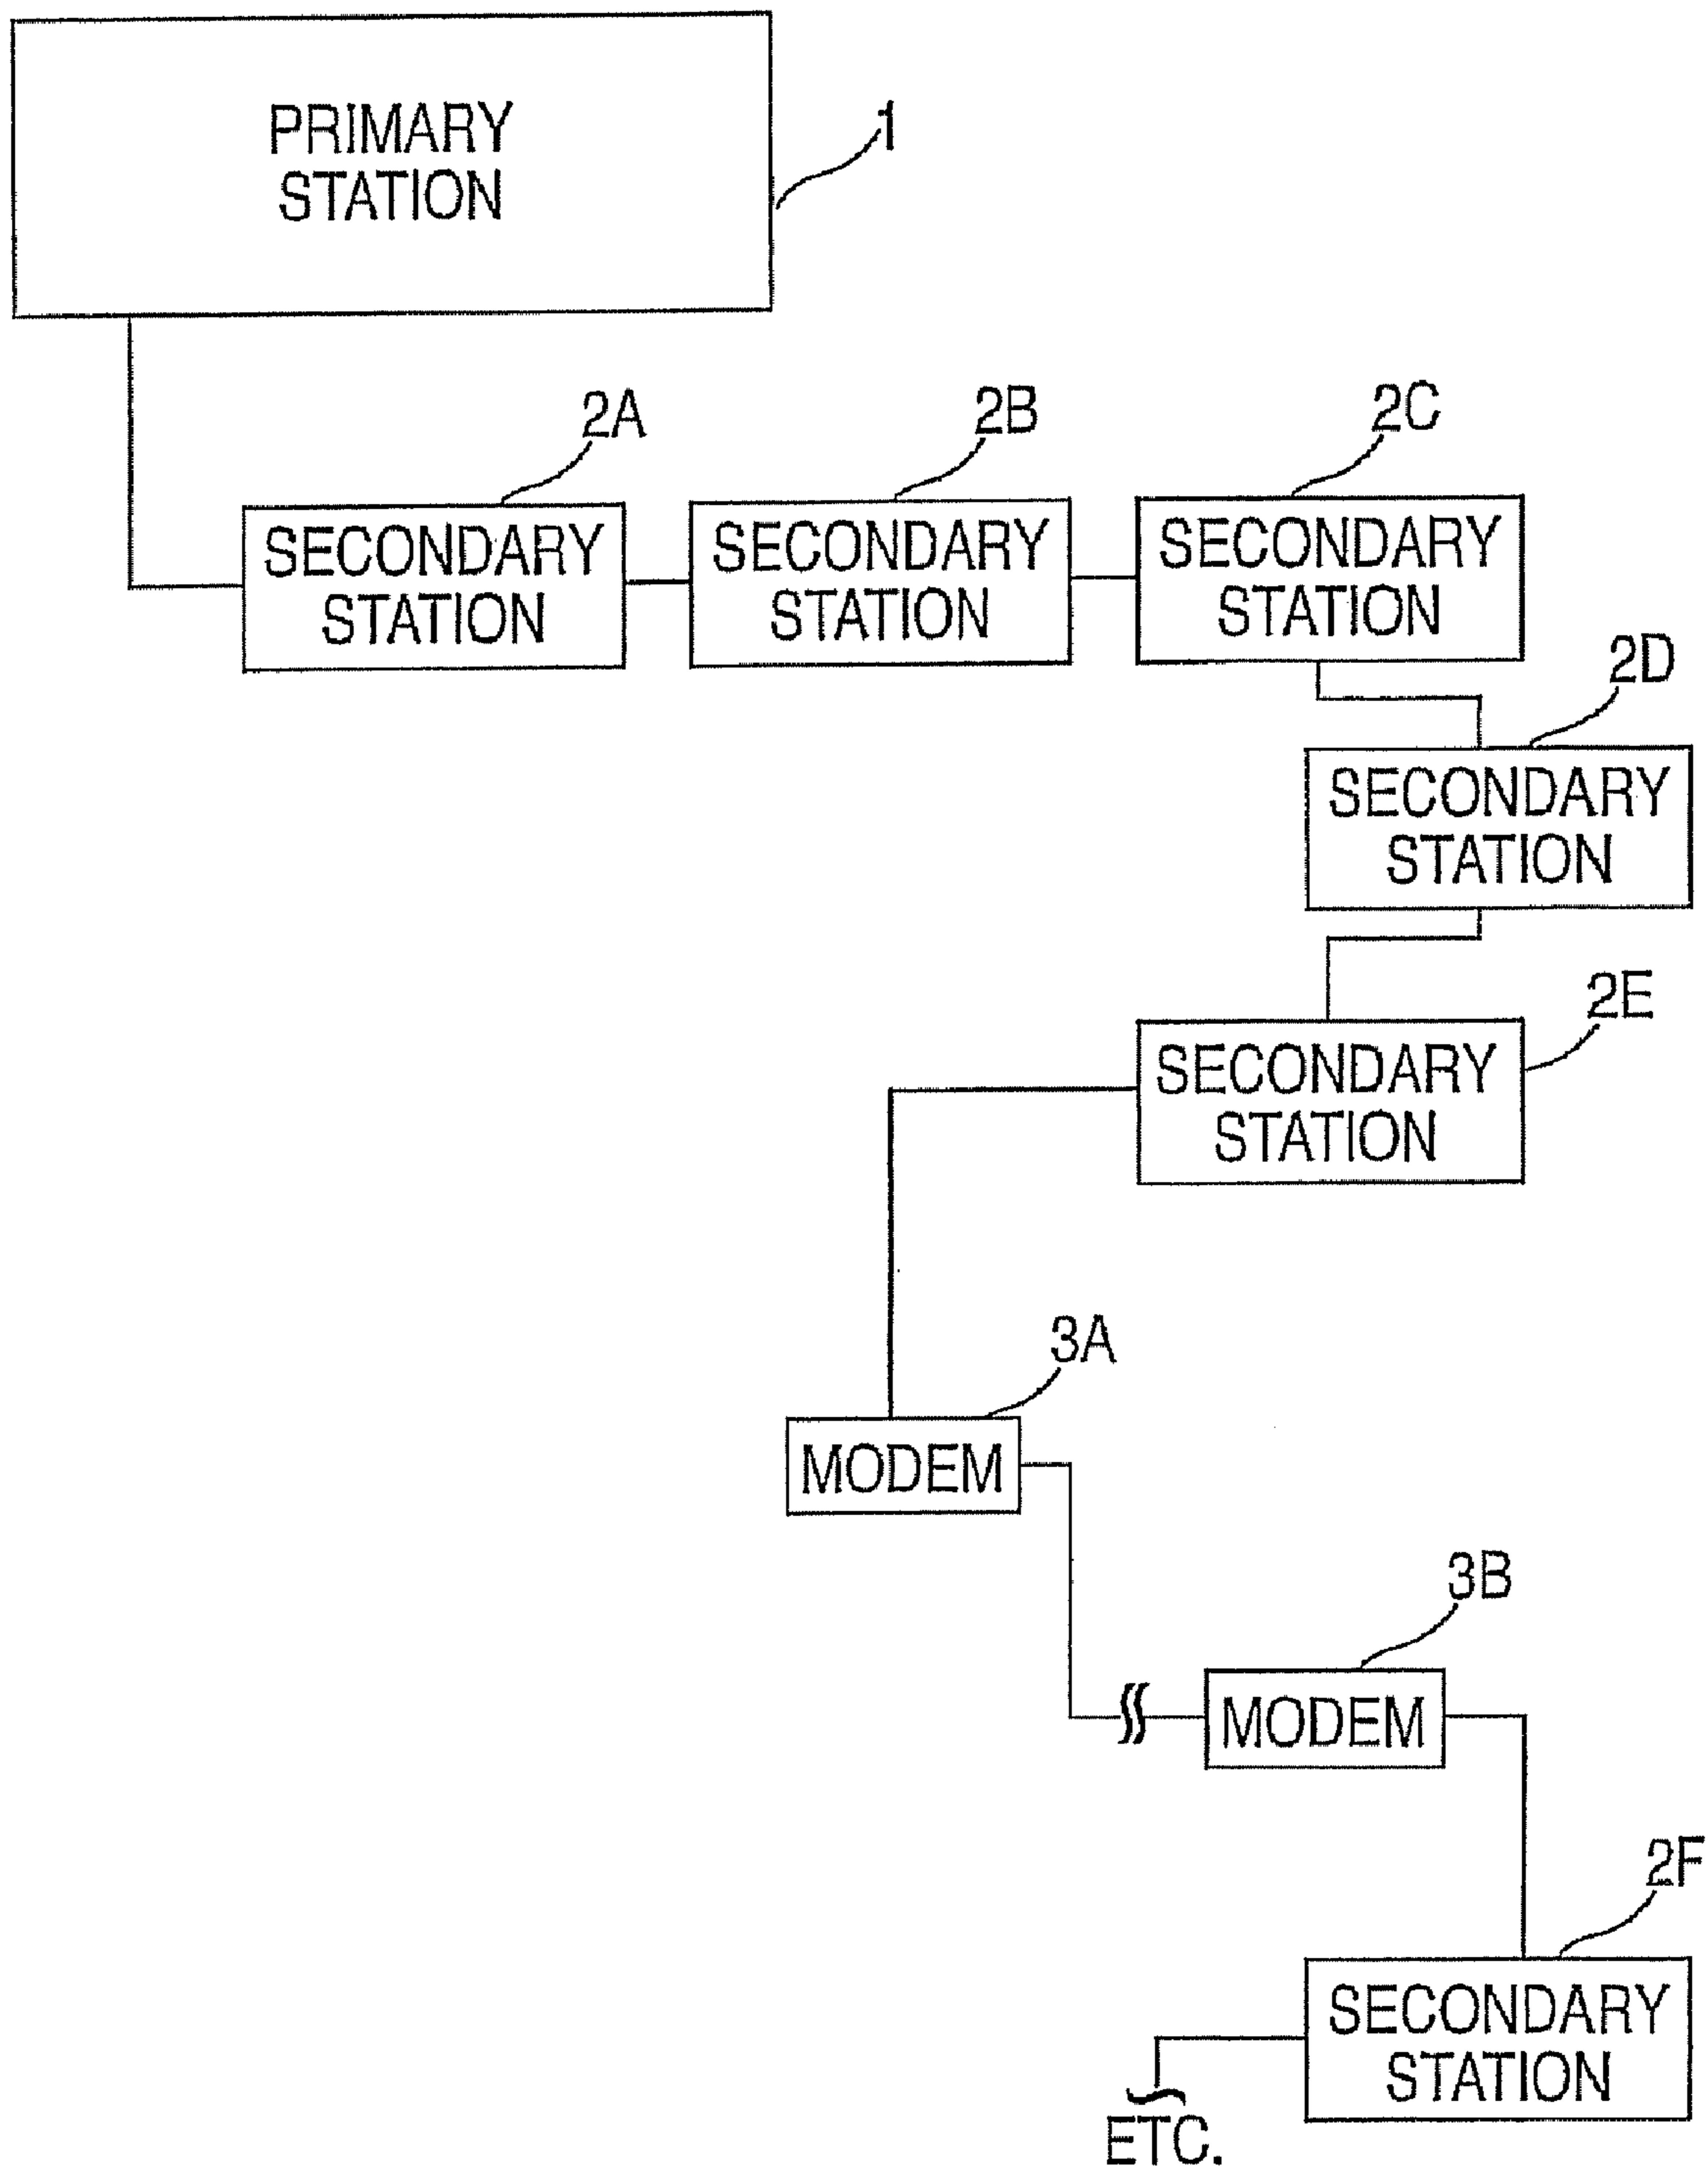 PRIMARY
STATION
1
2A
2B
2C
SECONDARY
STATION
SECONDARY
STATION
SECONDARY
STATION
2D
SECONDARY
STATION
2E
SECONDARY
STATION
3A
MODEM
3B
MODEM
2F
SECONDARY
STATION
ETC.